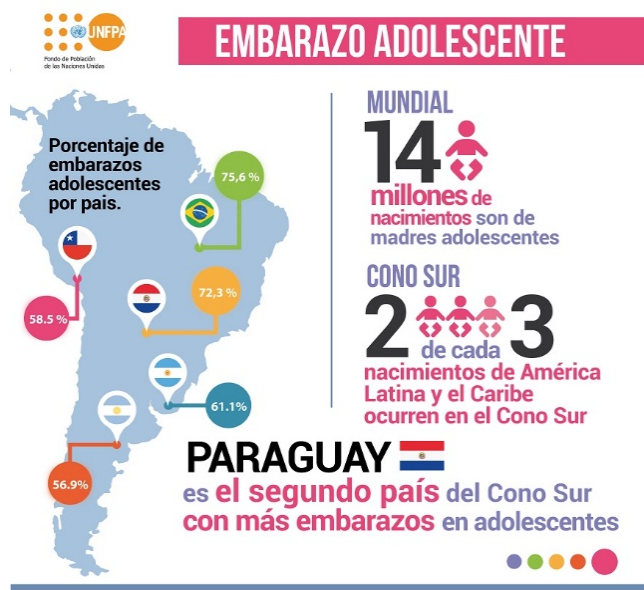 UNFPA
Fondo de Población
de las Naciones Unidas
EMBARAZO ADOLESCENTE
Porcentaje de
embarazos
adolescentes
por pais.
75,6 %
72,3 %
58.5 %
61.1%
56.9%
MUNDIAL
14
millones de
nacimientos son de
madres adolescentes
CONO SUR
2 3
de cada
nacimientos de América
Latina y el Caribe
ocurren en el Cono Sur
PARAGUAY
es el segundo país del Cono Sur
con más embarazos en adolescentes